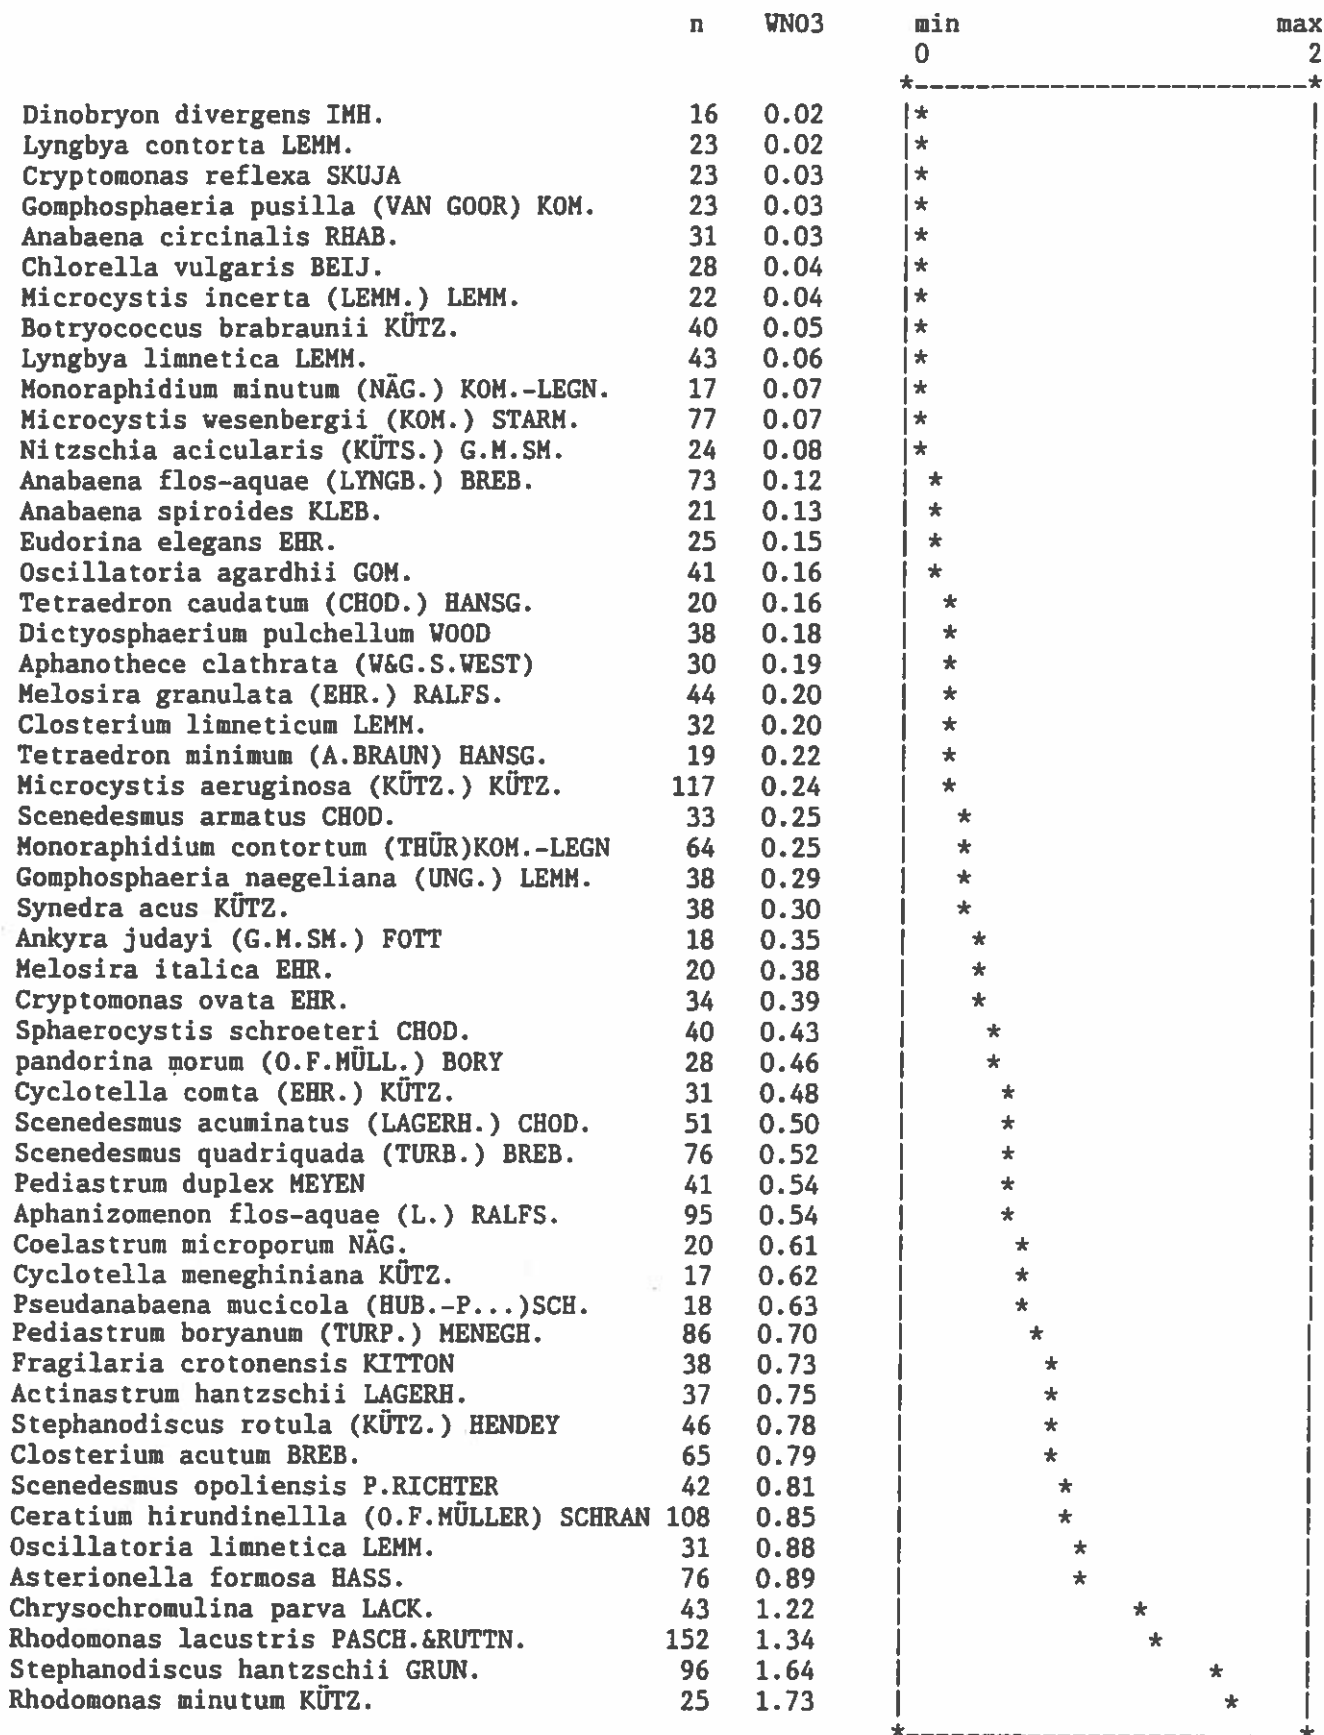 n WNO3 min max
0 2
*---------------------------*
Dinobryon divergens IMH. 16 0.02 |* |
Lyngbya contorta LEMM. 23 0.02 |* |
Cryptomonas reflexa SKUJA 23 0.03 |* |
Gomphosphaeria pusilla (VAN GOOR) KOM. 23 0.03 |* |
Anabaena circinalis RHAB. 31 0.03 |* |
Chlorella vulgaris BEIJ. 28 0.04 |* |
Microcystis incerta (LEMM.) LEMM. 22 0.04 |* |
Botryococcus brabraunii KÜTZ. 40 0.05 |* |
Lyngbya limnetica LEMM. 43 0.06 |* |
Monoraphidium minutum (NÄG.) KOM.-LEGN. 17 0.07 |* |
Microcystis wesenbergii (KOM.) STARM. 77 0.07 |* |
Nitzschia acicularis (KÜTS.) G.M.SM. 24 0.08 |* |
Anabaena flos-aquae (LYNGB.) BREB. 73 0.12 | * |
Anabaena spiroides KLEB. 21 0.13 | * |
Eudorina elegans EHR. 25 0.15 | * |
Oscillatoria agardhii GOM. 41 0.16 | * |
Tetraedron caudatum (CHOD.) HANSG. 20 0.16 | * |
Dictyosphaerium pulchellum WOOD 38 0.18 | * |
Aphanothece clathrata (W&G.S.WEST) 30 0.19 | * |
Melosira granulata (EHR.) RALFS. 44 0.20 | * |
Closterium limneticum LEMM. 32 0.20 | * |
Tetraedron minimum (A.BRAUN) HANSG. 19 0.22 | * |
Microcystis aeruginosa (KÜTZ.) KÜTZ. 117 0.24 | * |
Scenedesmus armatus CHOD. 33 0.25 | * |
Monoraphidium contortum (THÜR)KOM.-LEGN 64 0.25 | * |
Gomphosphaeria naegeliana (UNG.) LEMM. 38 0.29 | * |
Synedra acus KÜTZ. 38 0.30 | * |
Ankyra judayi (G.M.SM.) FOTT 18 0.35 | * |
Melosira italica EHR. 20 0.38 | * |
Cryptomonas ovata EHR. 34 0.39 | * |
Sphaerocystis schroeteri CHOD. 40 0.43 | * |
pandorina morum (O.F.MÜLL.) BORY 28 0.46 | * |
Cyclotella comta (EHR.) KÜTZ. 31 0.48 | * |
Scenedesmus acuminatus (LAGERH.) CHOD. 51 0.50 | * |
Scenedesmus quadriquada (TURB.) BREB. 76 0.52 | * |
Pediastrum duplex MEYEN 41 0.54 | * |
Aphanizomenon flos-aquae (L.) RALFS. 95 0.54 | * |
Coelastrum microporum NÄG. 20 0.61 | * |
Cyclotella meneghiniana KÜTZ. 17 0.62 | * |
Pseudanabaena mucicola (HUB.-P...)SCH. 18 0.63 | * |
Pediastrum boryanum (TURP.) MENEGH. 86 0.70 | * |
Fragilaria crotonensis KITTON 38 0.73 | * |
Actinastrum hantzschii LAGERH. 37 0.75 | * |
Stephanodiscus rotula (KÜTZ.) HENDEY 46 0.78 | * |
Closterium acutum BREB. 65 0.79 | * |
Scenedesmus opoliensis P.RICHTER 42 0.81 | * |
Ceratium hirundinellla (O.F.MÜLLER) SCHRAN 108 0.85 | * |
Oscillatoria limnetica LEMM. 31 0.88 | * |
Asterionella formosa HASS. 76 0.89 | * |
Chrysochromulina parva LACK. 43 1.22 | * |
Rhodomonas lacustris PASCH.&RUTTN. 152 1.34 | * |
Stephanodiscus hantzschii GRUN. 96 1.64 | * |
Rhodomonas minutum KÜTZ. 25 1.73 | * |
*---------------------------*